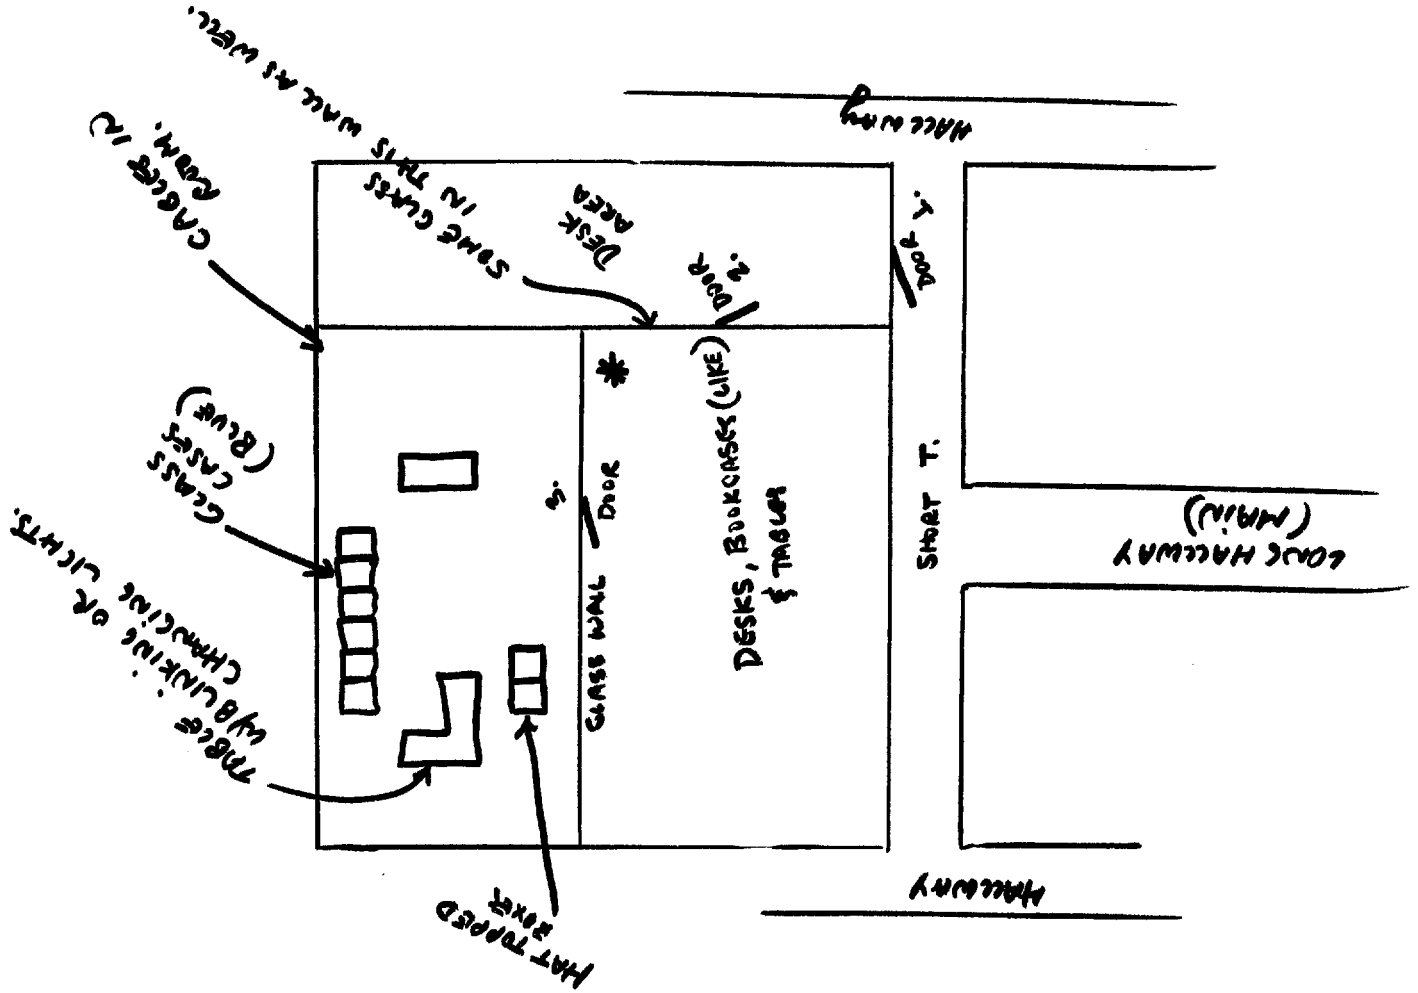 HALLWAY
SOME GLASS
IN THIS WALL AS WELL.
CABLES IN
ROOM.
DESK
AREA
DOOR 1.
DOOR
2.
GLASS
CASES
(BLUE)
3.
DOOR
DESKS, BOOKCASES (LIKE)
& TABLES
SHORT T.
LONG HALLWAY
(MAIN)
GLASS WALL
TABLE
W/BLINKING OR
CHANGING LIGHTS.
HAT TOPPED
BOXES
HALLWAY